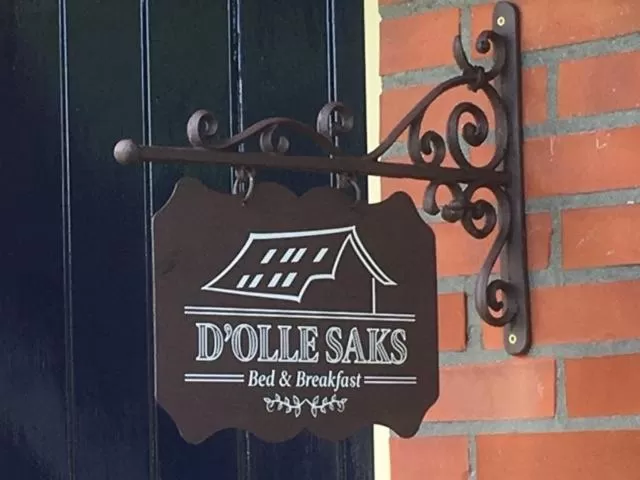 D'OLLE SAKS
Bed & Breakfast